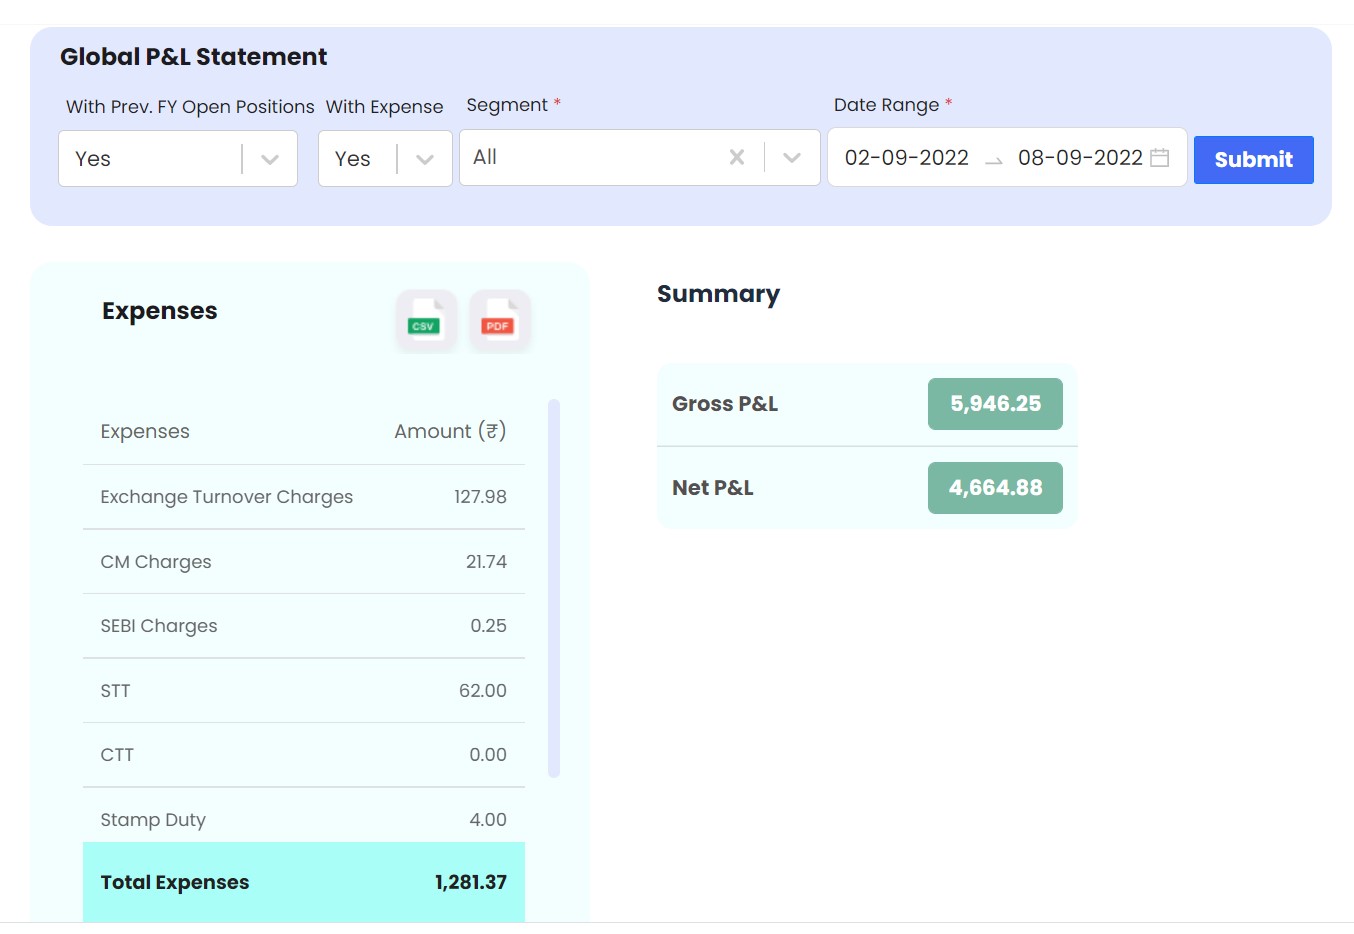 Global P&L Statement
With Prev. FY Open Positions With Expense Segment * Date Range *
Yes Yes All 02-09-2022 08-09-2022 Submit
Expenses
CSV PDF
Expenses Amount (₹)
Exchange Turnover Charges 127.98
CM Charges 21.74
SEBI Charges 0.25
STT 62.00
CTT 0.00
Stamp Duty 4.00
Total Expenses 1,281.37
Summary
Gross P&L 5,946.25
Net P&L 4,664.88